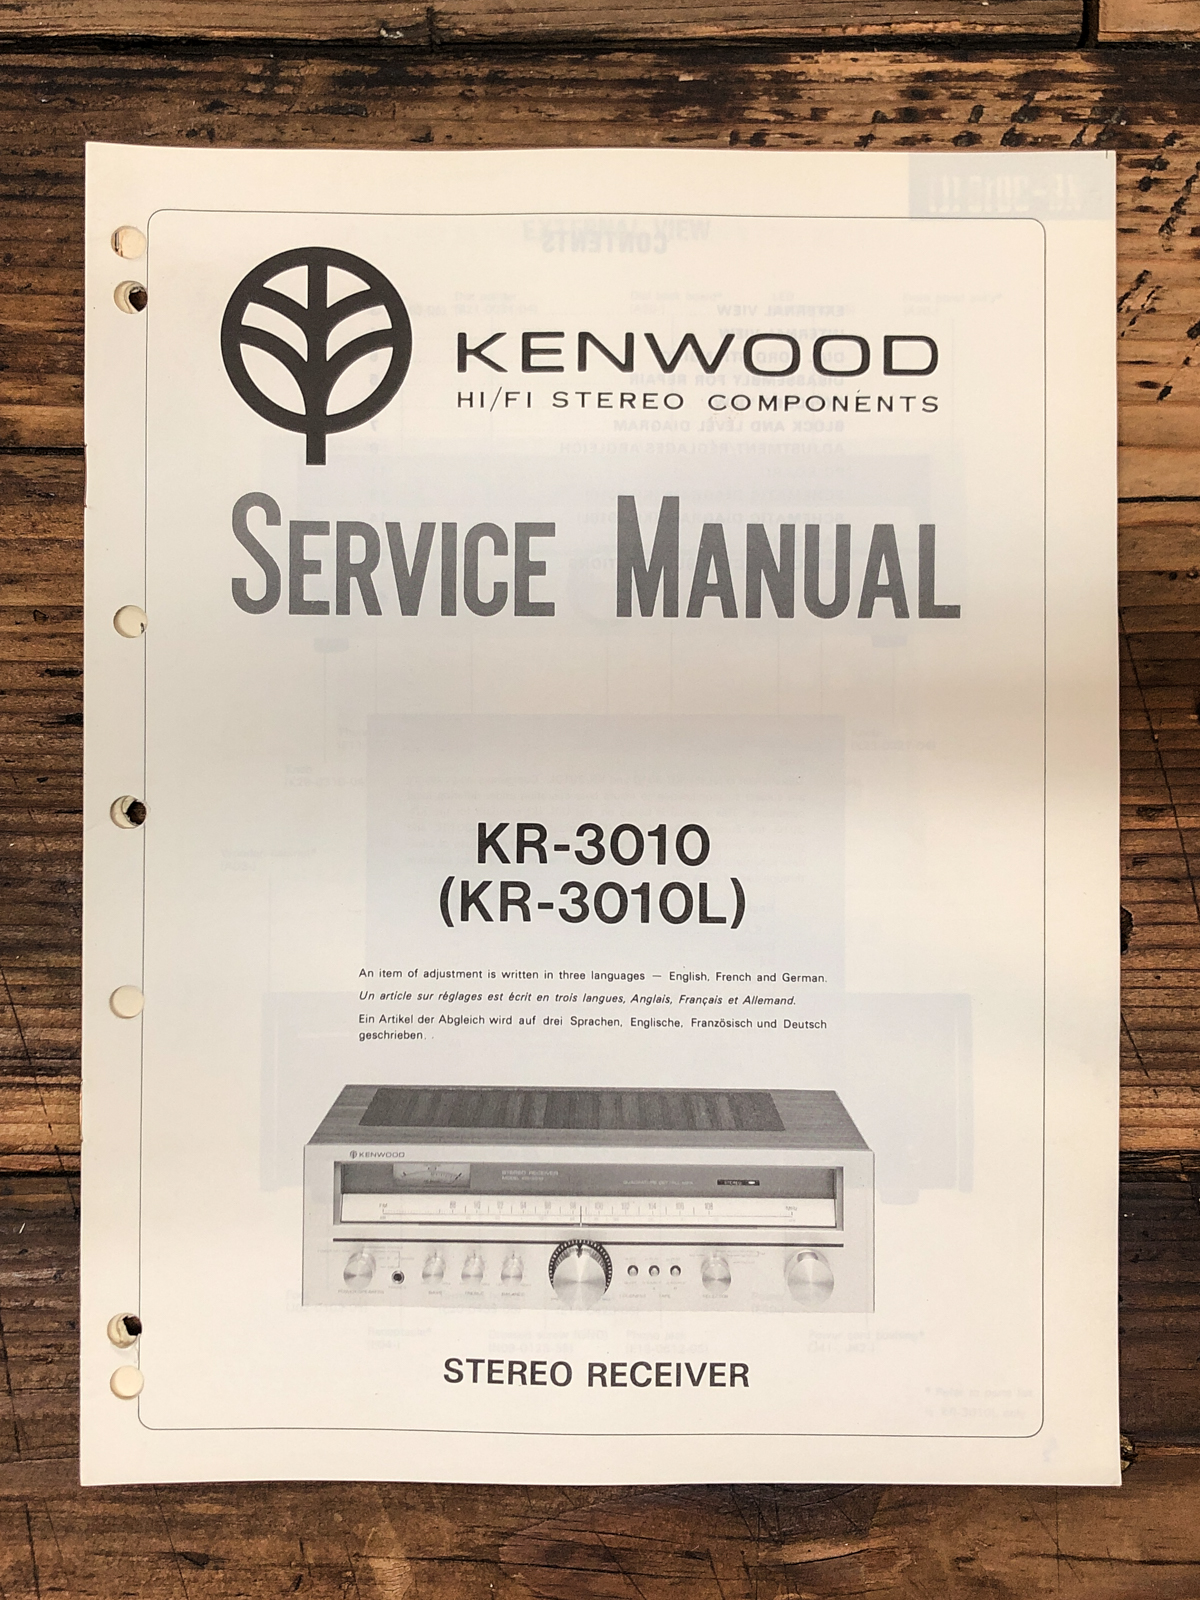 KENWOOD
HI/FI STEREO COMPONENTS
SERVICE MANUAL
KR-3010
(KR-3010L)
An item of adjustment is written in three languages — English, French and German.
Un article sur réglages est écrit en trois langues, Anglais, Français et Allemand.
Ein Artikel der Abgleich wird auf drei Sprachen, Englische, Französisch und Deutsch
geschrieben.
KENWOOD
STEREO RECEIVER
STEREO RECEIVER